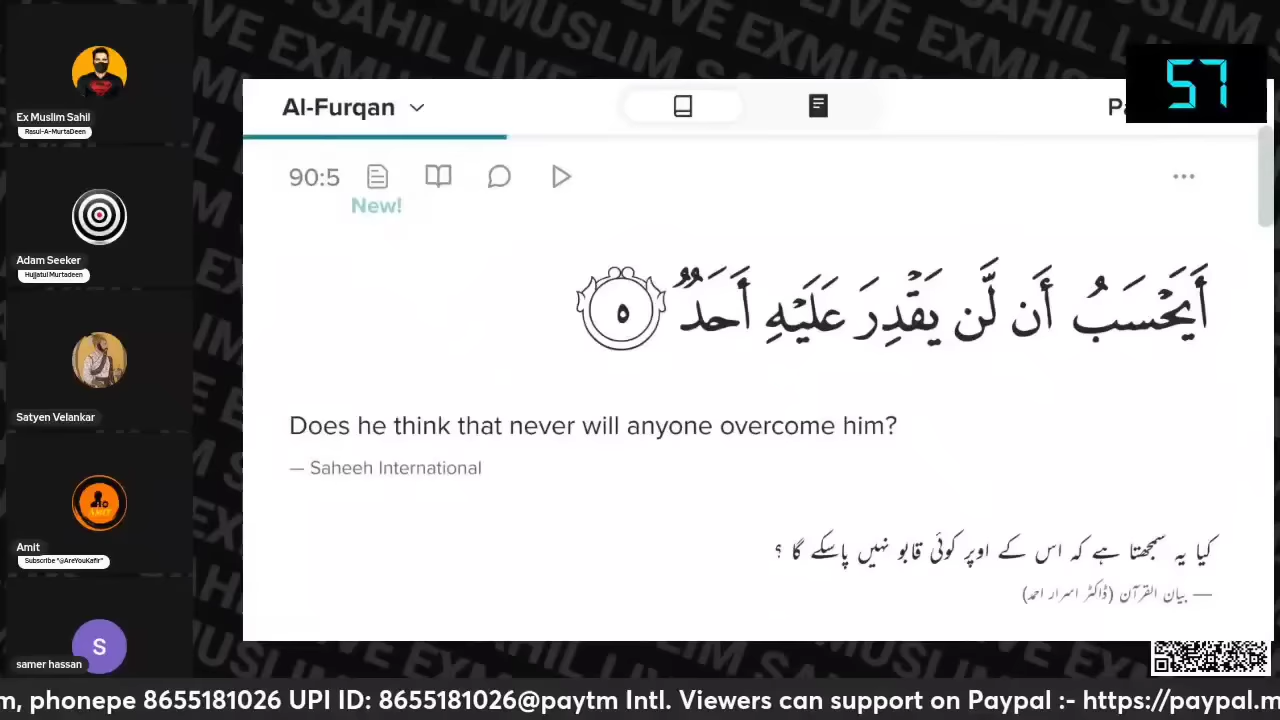 Ex Muslim Sahil
Rasul-A-MurtaDeen
Adam Seeker
Hujjatul Murtadeen
Satyen Velankar
Amit
Subscribe "@AreYouKafir"
S
samer hassan
57
Al-Furqan
90:5
New!
أَيَحْسَبُ أَن لَّن يَقْدِرَ عَلَيْهِ أَحَدٌ ٥
Does he think that never will anyone overcome him?
— Saheeh International
کیا یہ سمجھتا ہے کہ اس کے اوپر کوئی قابو نہیں پاسکے گا ؟
— بیان القرآن (ڈاکٹر اسرار احمد)
m, phonepe 8655181026 UPI ID: 8655181026@paytm Intl. Viewers can support on Paypal :- https://paypal.m